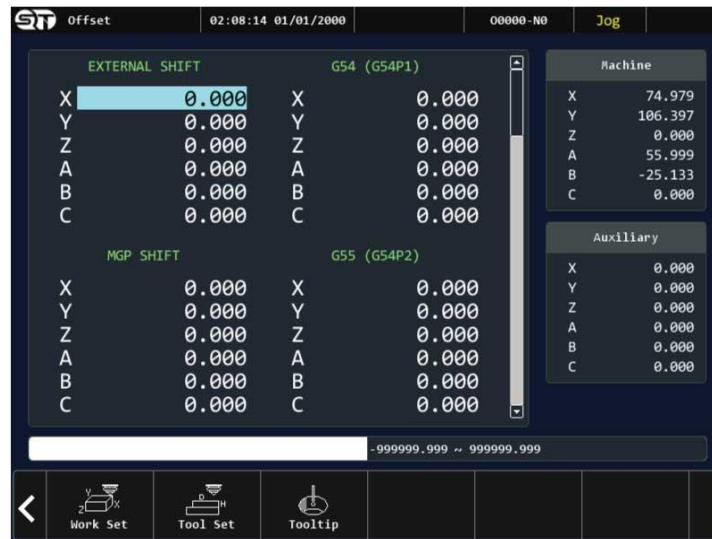 SYNTEC Offset 02:08:14 01/01/2000 O0000-N0 Jog
EXTERNAL SHIFT G54 (G54P1) Machine
X 0.000 X 0.000 X 74.979
Y 0.000 Y 0.000 Y 106.397
Z 0.000 Z 0.000 Z 0.000
A 0.000 A 0.000 A 55.999
B 0.000 B 0.000 B -25.133
C 0.000 C 0.000 C 0.000
MGP SHIFT G55 (G54P2) Auxiliary
X 0.000 X 0.000 X 0.000
Y 0.000 Y 0.000 Y 0.000
Z 0.000 Z 0.000 Z 0.000
A 0.000 A 0.000 A 0.000
B 0.000 B 0.000 B 0.000
C 0.000 C 0.000 C 0.000
-999999.999 ~ 999999.999
Y
Z X D H
Work Set Tool Set Tooltip